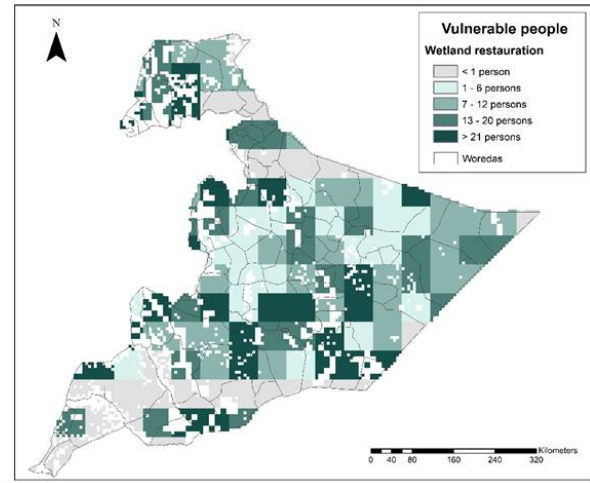 N
Vulnerable people
Wetland restauration
< 1 person
1 - 6 persons
7 - 12 persons
13 - 20 persons
> 21 persons
Woredas
Kilometers
0 40 80 160 240 320